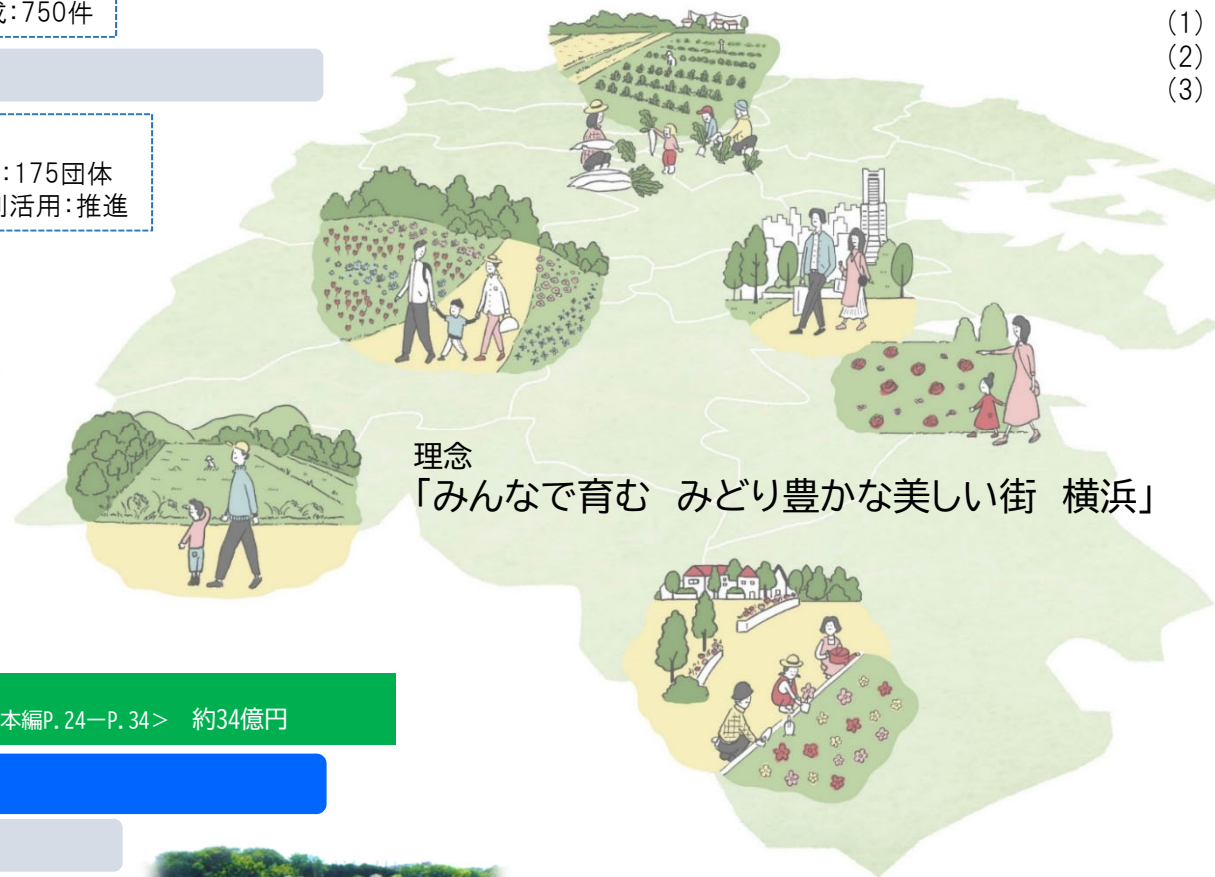 成:750件
:175団体
利活用:推進
(1)
(2)
(3)
理念
「みんなで育む みどり豊かな美しい街 横浜」
本編P.24ーP.34> 約34億円